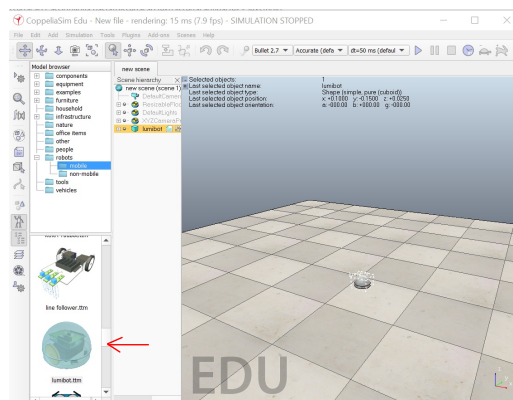 CoppeliaSim Edu - New file - rendering: 15 ms (7.9 fps) - SIMULATION STOPPED
File Edit Add Simulation Tools Plugins Add-ons Scenes Help
Bullet 2.7 Accurate (defa dt=50 ms (defaul
Model browser
components
equipment
examples
furniture
household
infrastructure
nature
office items
other
people
robots
mobile
non-mobile
tools
vehicles
line follower.ttm
lumibot.ttm
new scene
Scene hierarchy
new scene (scene 1)
DefaultCamer
ResizableFloo
DefaultLights
XYZCameraPr
lumibot
Selected objects: 1
Last selected object name: lumibot
Last selected object type: Shape (simple, pure (cuboid))
Last selected object position: x: +0.1000 y: -0.1500 z: +0.0250
Last selected object orientation: a: -000.00 b: +000.00 g: -000.00
EDU